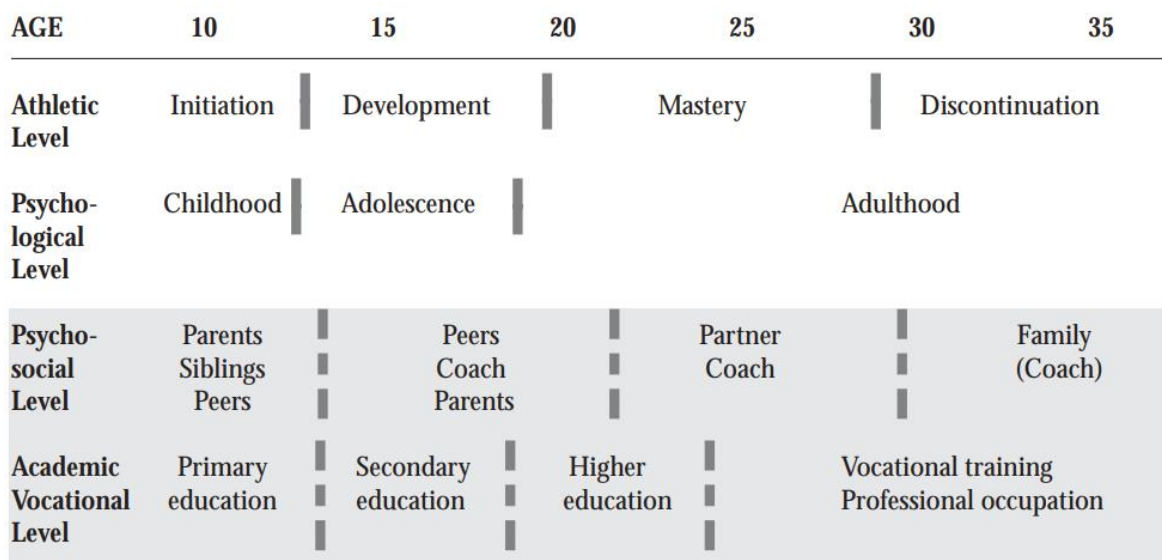 AGE 10 15 20 25 30 35
Athletic Initiation Development Mastery Discontinuation
Level
Psycho- Childhood Adolescence Adulthood
logical
Level
Psycho- Parents Peers Partner Family
social Siblings Coach Coach (Coach)
Level Peers Parents
Academic Primary Secondary Higher Vocational training
Vocational education education education Professional occupation
Level